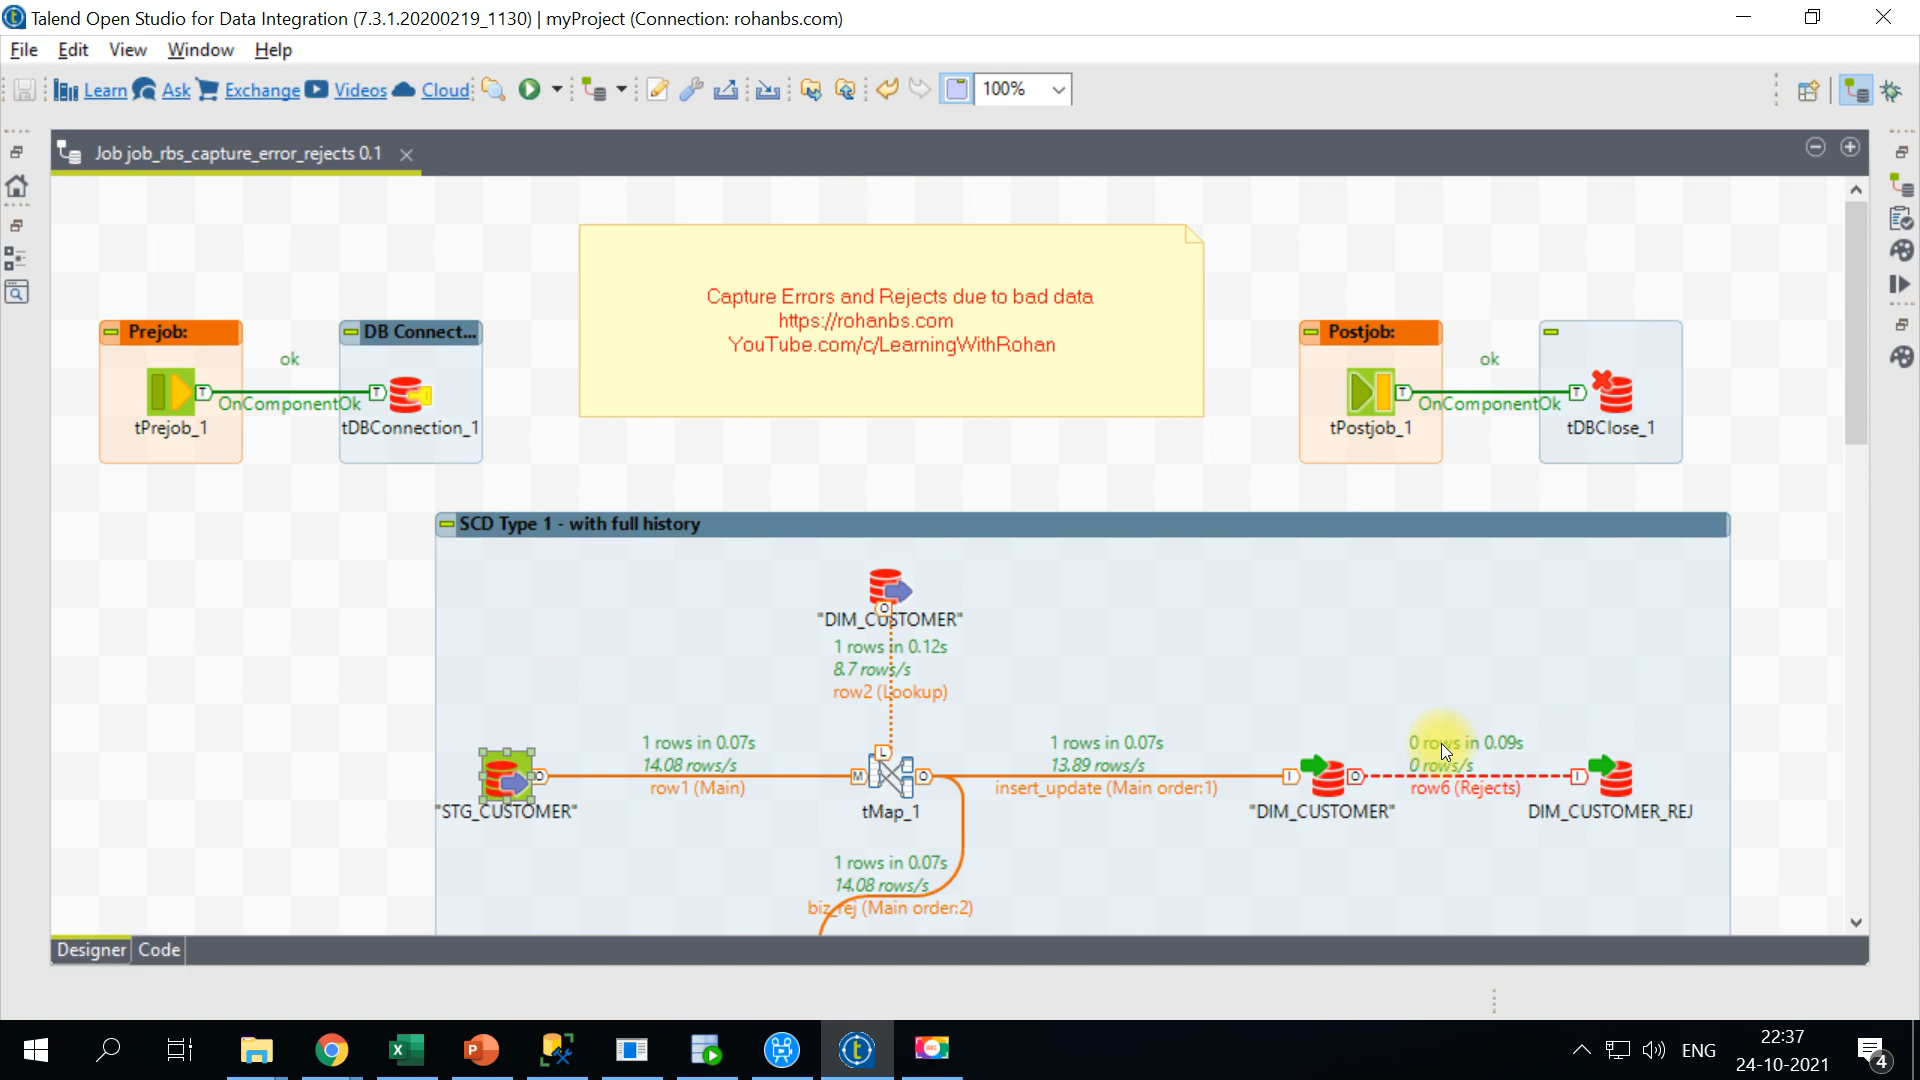 Talend Open Studio for Data Integration (7.3.1.20200219_1130) | myProject (Connection: rohanbs.com)
File Edit View Window Help
Learn Ask Exchange Videos Cloud 100%
Job job_rbs_capture_error_rejects 0.1
Capture Errors and Rejects due to bad data
https://rohanbs.com
YouTube.com/c/LearningWithRohan
Prejob:
DB Connect...
Postjob:
ok
ok
T
T
T
T
OnComponentOk
OnComponentOk
tPrejob_1
tDBConnection_1
tPostjob_1
tDBClose_1
SCD Type 1 - with full history
O
"DIM_CUSTOMER"
1 rows in 0.12s
8.7 rows/s
row2 (Lookup)
1 rows in 0.07s
14.08 rows/s
row1 (Main)
L
M
O
1 rows in 0.07s
13.89 rows/s
insert_update (Main order:1)
0 rows in 0.09s
0 rows/s
row6 (Rejects)
O
I
O
I
"STG_CUSTOMER"
tMap_1
"DIM_CUSTOMER"
DIM_CUSTOMER_REJ
1 rows in 0.07s
14.08 rows/s
biz_rej (Main order:2)
Designer Code
ENG
22:37
24-10-2021
4